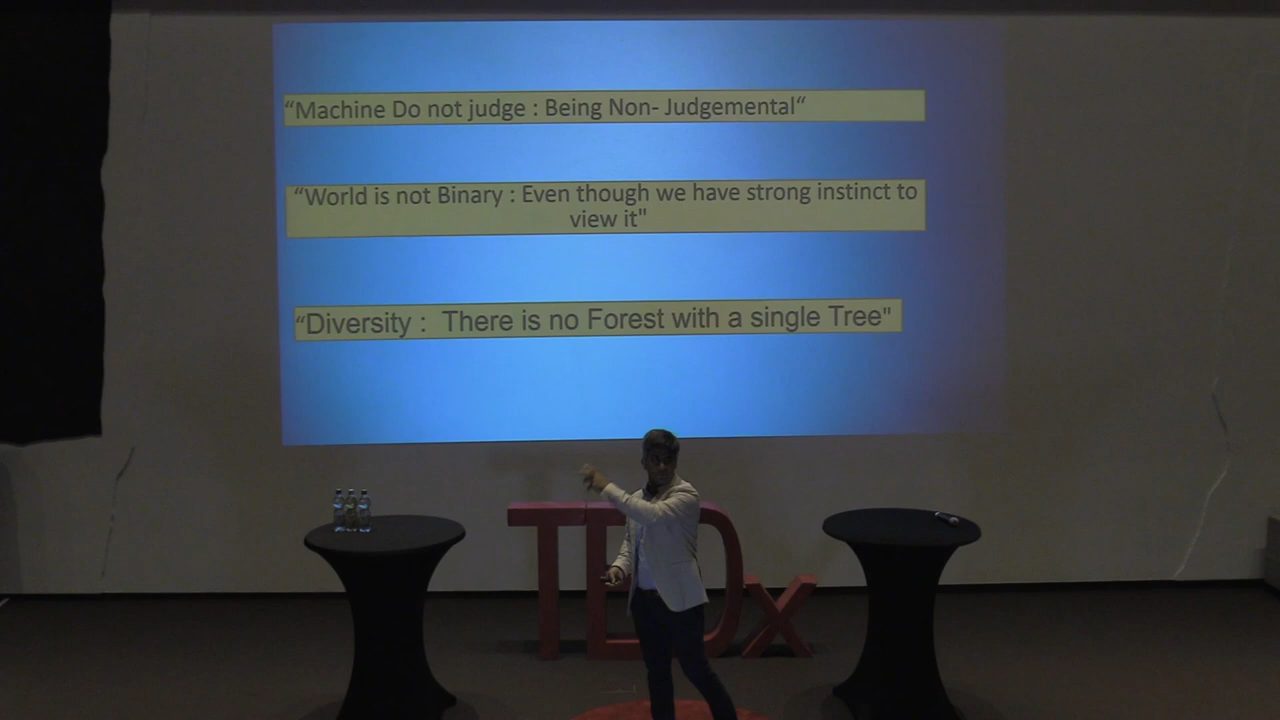 “Machine Do not judge : Being Non- Judgemental“
“World is not Binary : Even though we have strong instinct to
view it"
“Diversity : There is no Forest with a single Tree"
TEDx